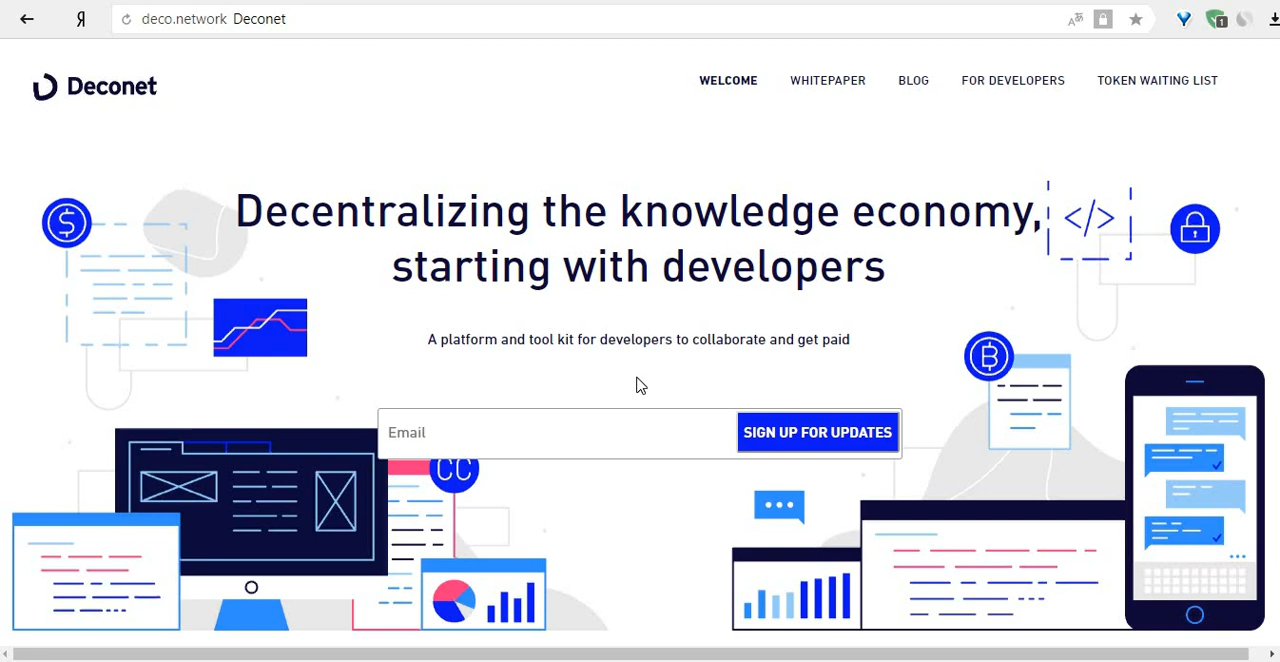 Я deco.network Deconet
1
Deconet
WELCOME WHITEPAPER BLOG FOR DEVELOPERS TOKEN WAITING LIST
Decentralizing the knowledge economy,
starting with developers
A platform and tool kit for developers to collaborate and get paid
Email SIGN UP FOR UPDATES
CC